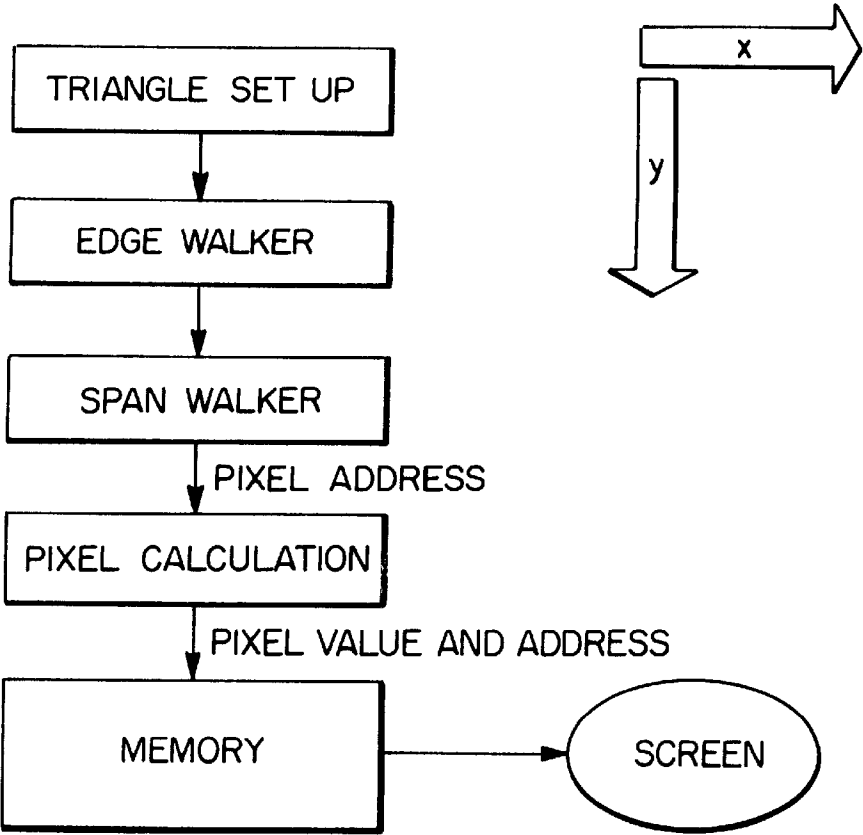 TRIANGLE SET UP
x
y
EDGE WALKER
SPAN WALKER
PIXEL ADDRESS
PIXEL CALCULATION
PIXEL VALUE AND ADDRESS
MEMORY
SCREEN